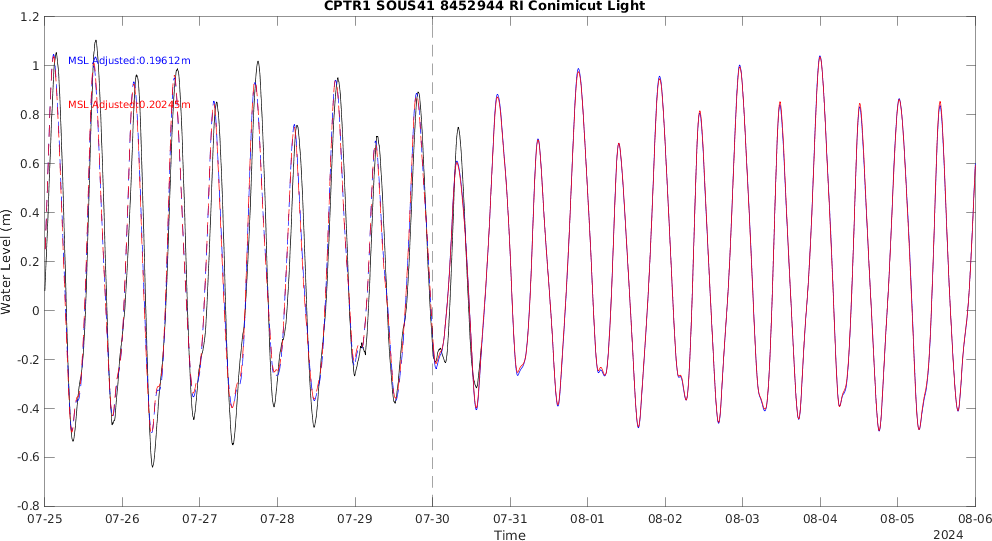 CPTR1 SOUS41 8452944 RI Conimicut Light
MSL Adjusted:0.19612m
MSL Adjusted:0.20245m
Water Level (m)
1.2
1
0.8
0.6
0.4
0.2
0
-0.2
-0.4
-0.6
-0.8
07-25 07-26 07-27 07-28 07-29 07-30 07-31 08-01 08-02 08-03 08-04 08-05 08-06
Time
2024